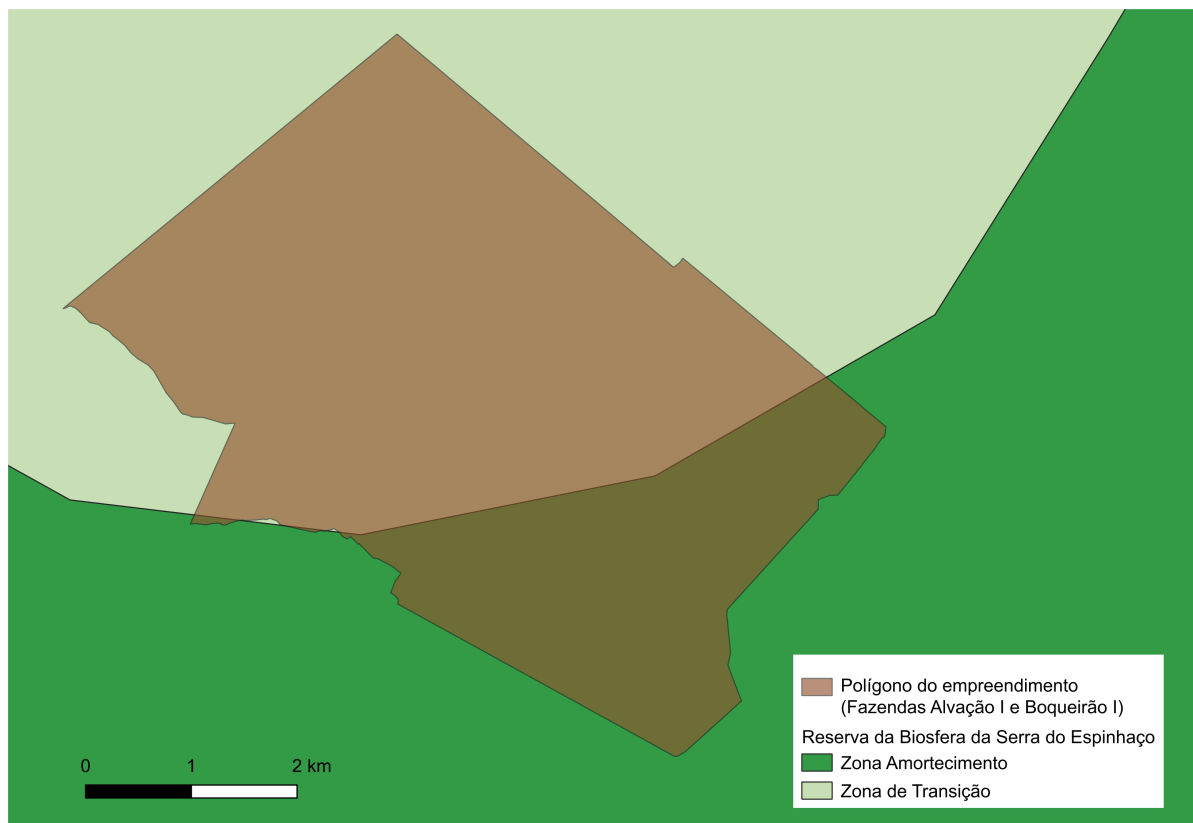 Polígono do empreendimento
(Fazendas Alvação I e Boqueirão I)
Reserva da Biosfera da Serra do Espinhaço
Zona Amortecimento
Zona de Transição
0 1 2 km